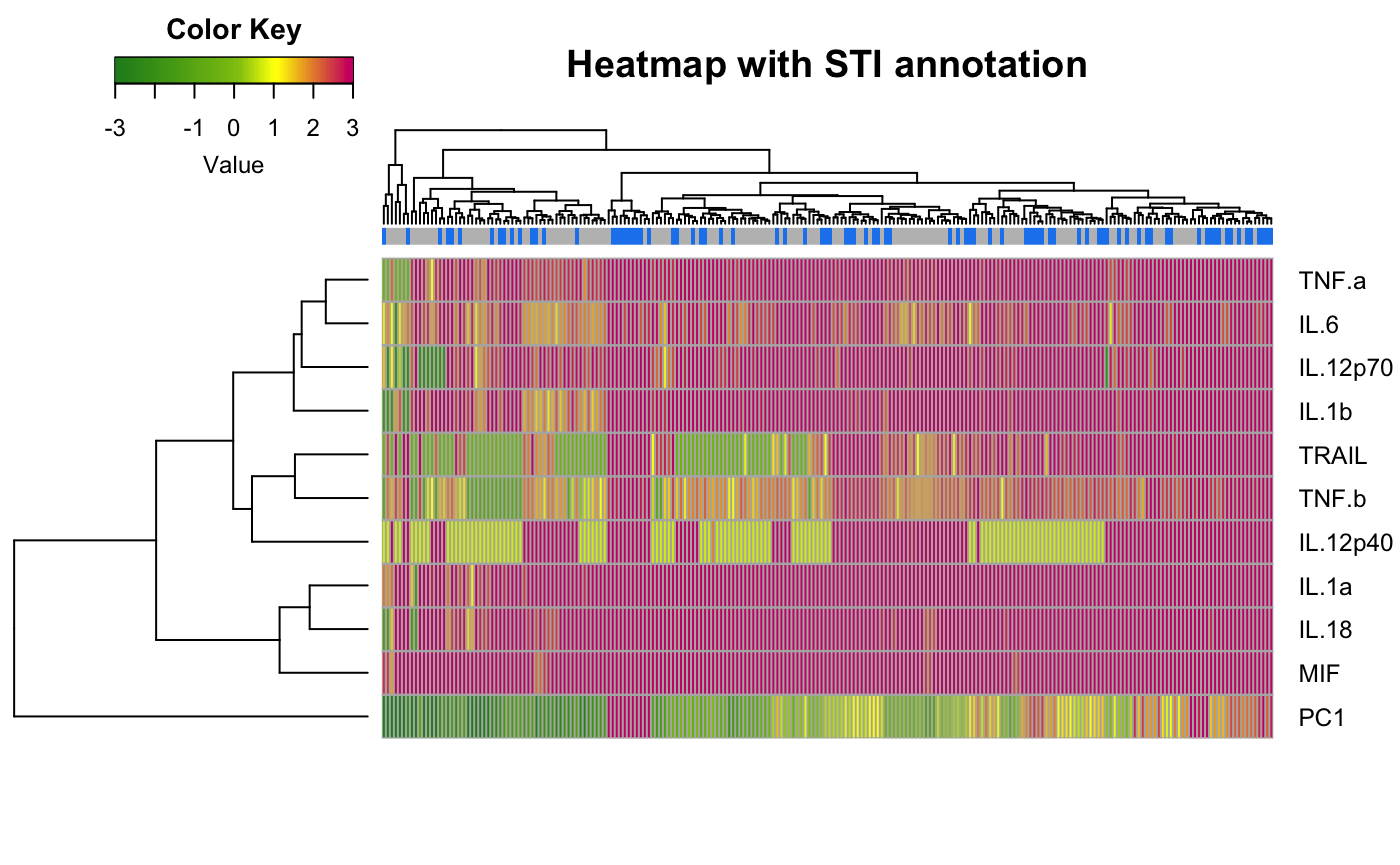 Color Key
-3 -1 0 1 2 3
Value
Heatmap with STI annotation
TNF.a
IL.6
IL.12p70
IL.1b
TRAIL
TNF.b
IL.12p40
IL.1a
IL.18
MIF
PC1